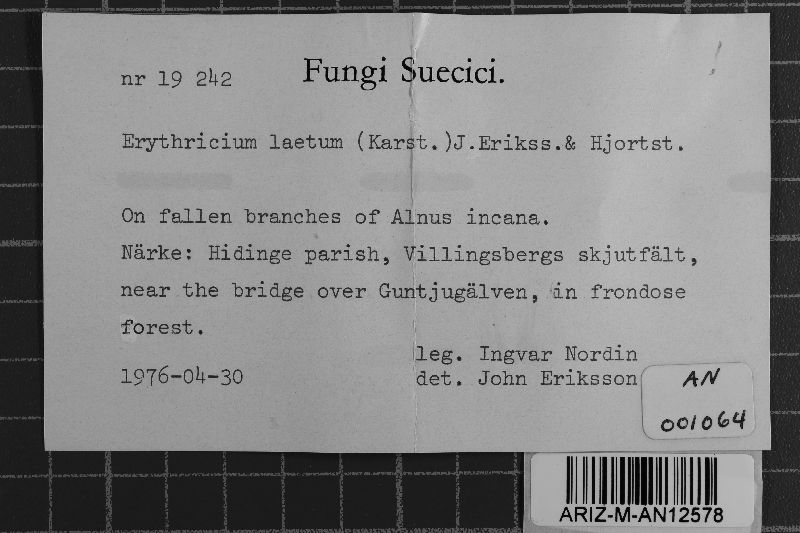 nr 19 242 Fungi Suecici.
Erythricium laetum (Karst.)J.Erikss.& Hjortst.
On fallen branches of Alnus incana.
Närke: Hidinge parish, Villingsbergs skjutfält,
near the bridge over Guntjugälven, in frondose
forest.
leg. Ingvar Nordin
1976-04-30 det. John Eriksson
AN
001064
ARIZ-M-AN12578